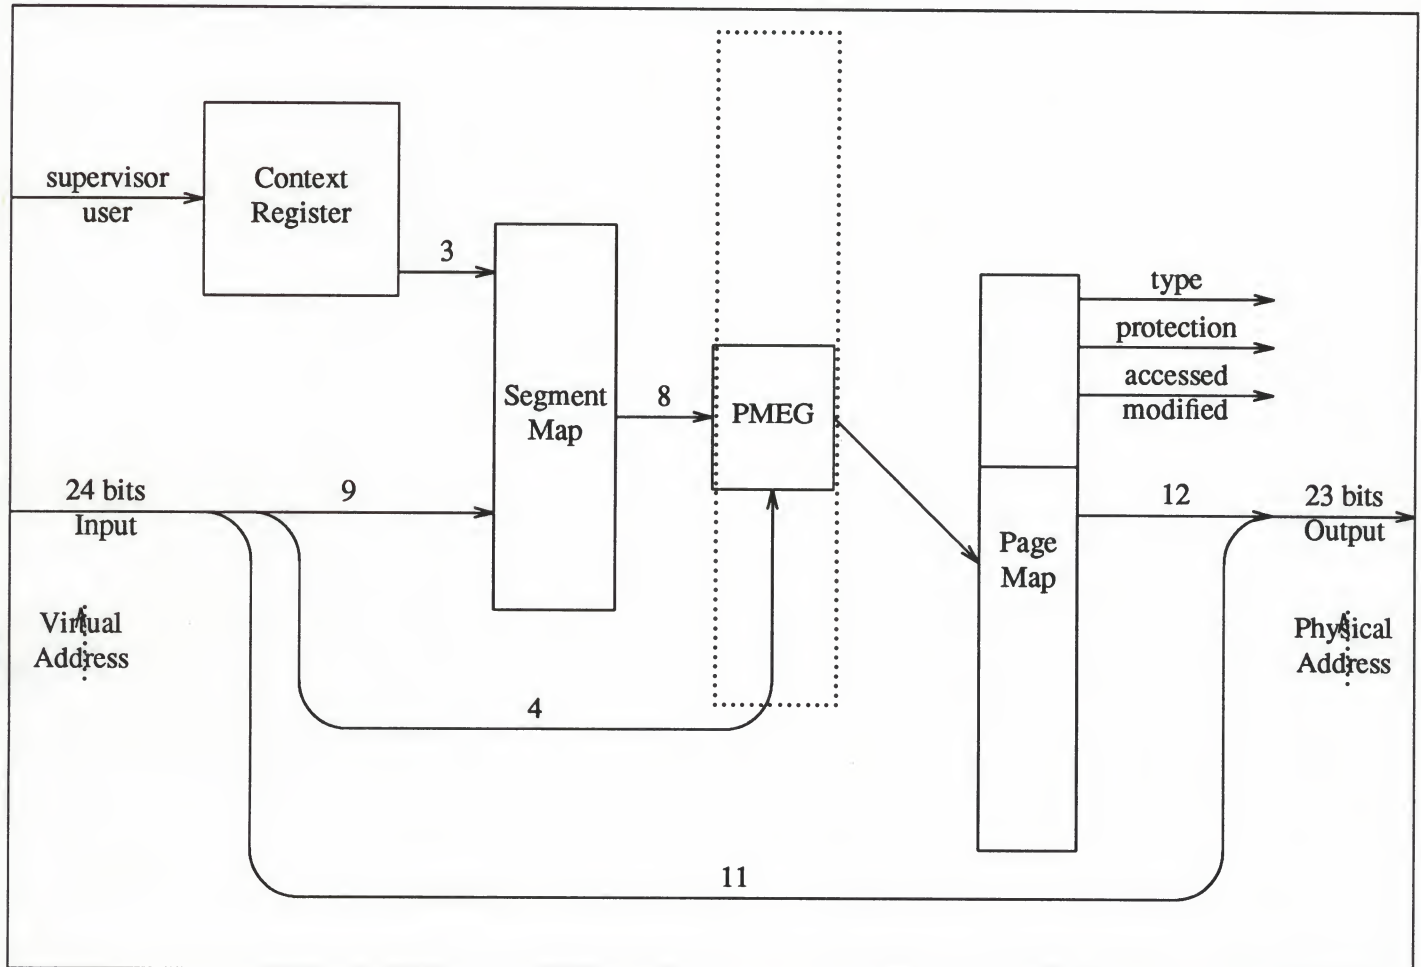 supervisor
user
Context
Register
3
Segment
Map
8
PMEG
type
protection
accessed
modified
24 bits
Input
9
12
23 bits
Output
Page
Map
Virtual
Address
Physical
Address
4
11